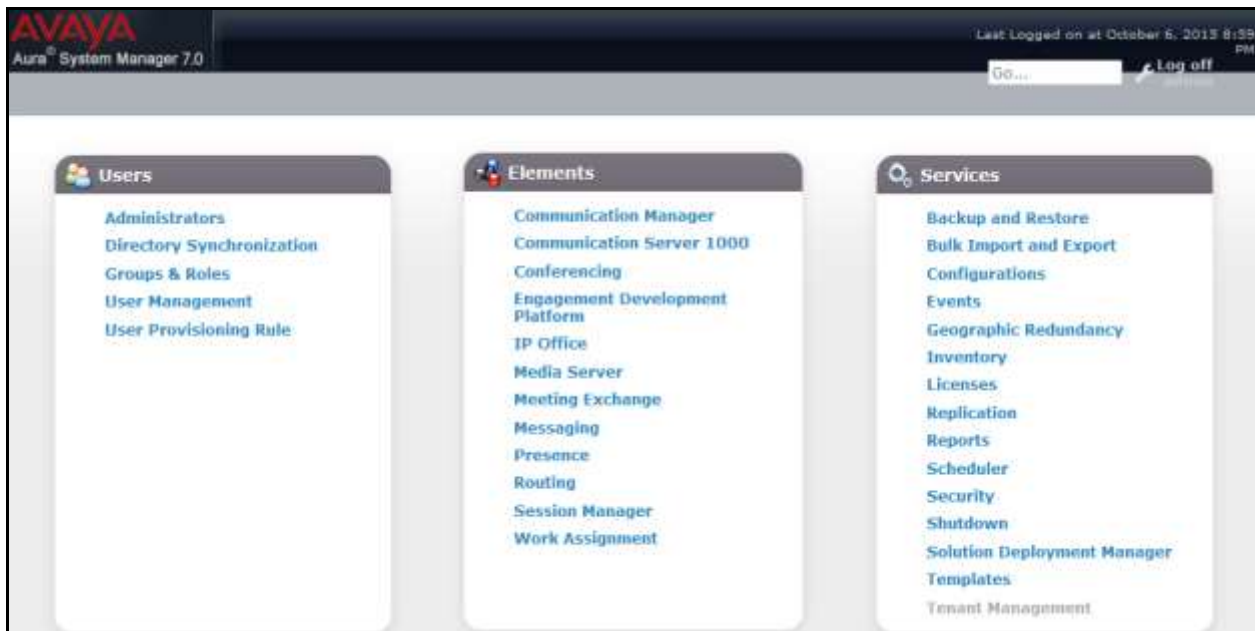 AVAYA
Aura® System Manager 7.0
Last Logged on at October 6, 2015 8:59
PM
Go...
Log off
Users
Administrators
Directory Synchronization
Groups & Roles
User Management
User Provisioning Rule
Elements
Communication Manager
Communication Server 1000
Conferencing
Engagement Development
Platform
IP Office
Media Server
Meeting Exchange
Messaging
Presence
Routing
Session Manager
Work Assignment
Services
Backup and Restore
Bulk Import and Export
Configurations
Events
Geographic Redundancy
Inventory
Licenses
Replication
Reports
Scheduler
Security
Shutdown
Solution Deployment Manager
Templates
Tenant Management